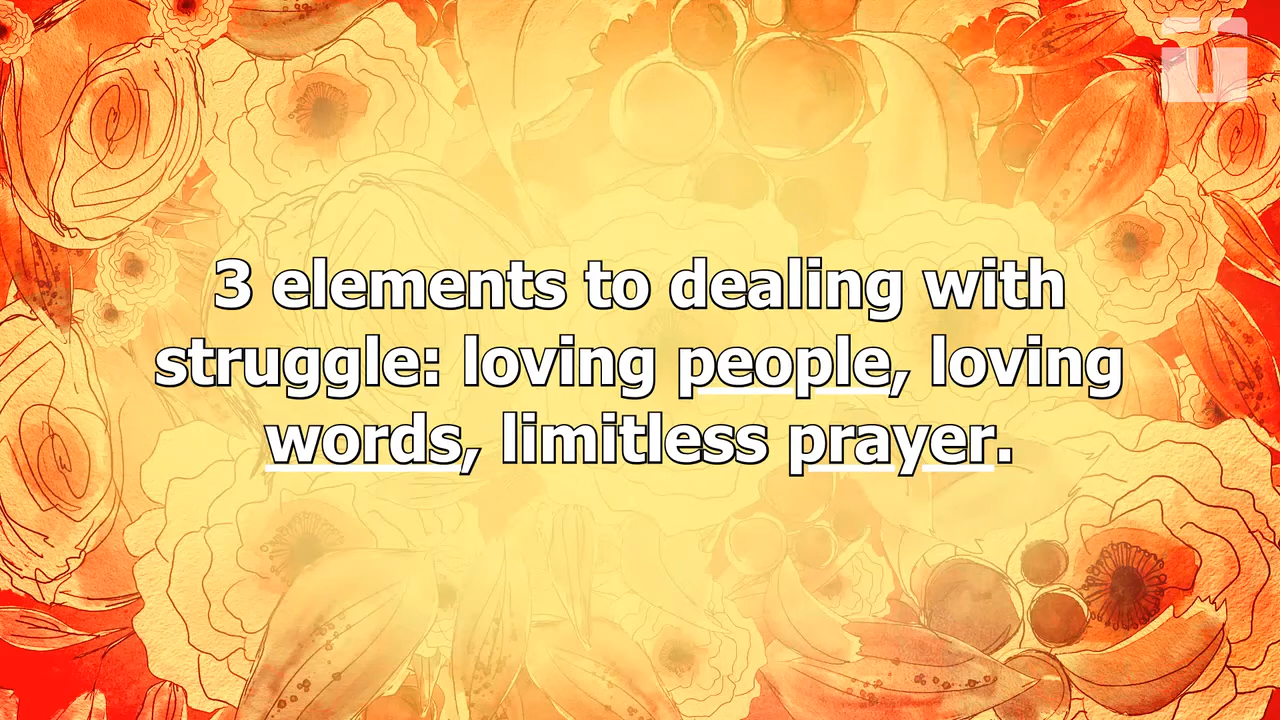 3 elements to dealing with
struggle: loving people, loving
words, limitless prayer.